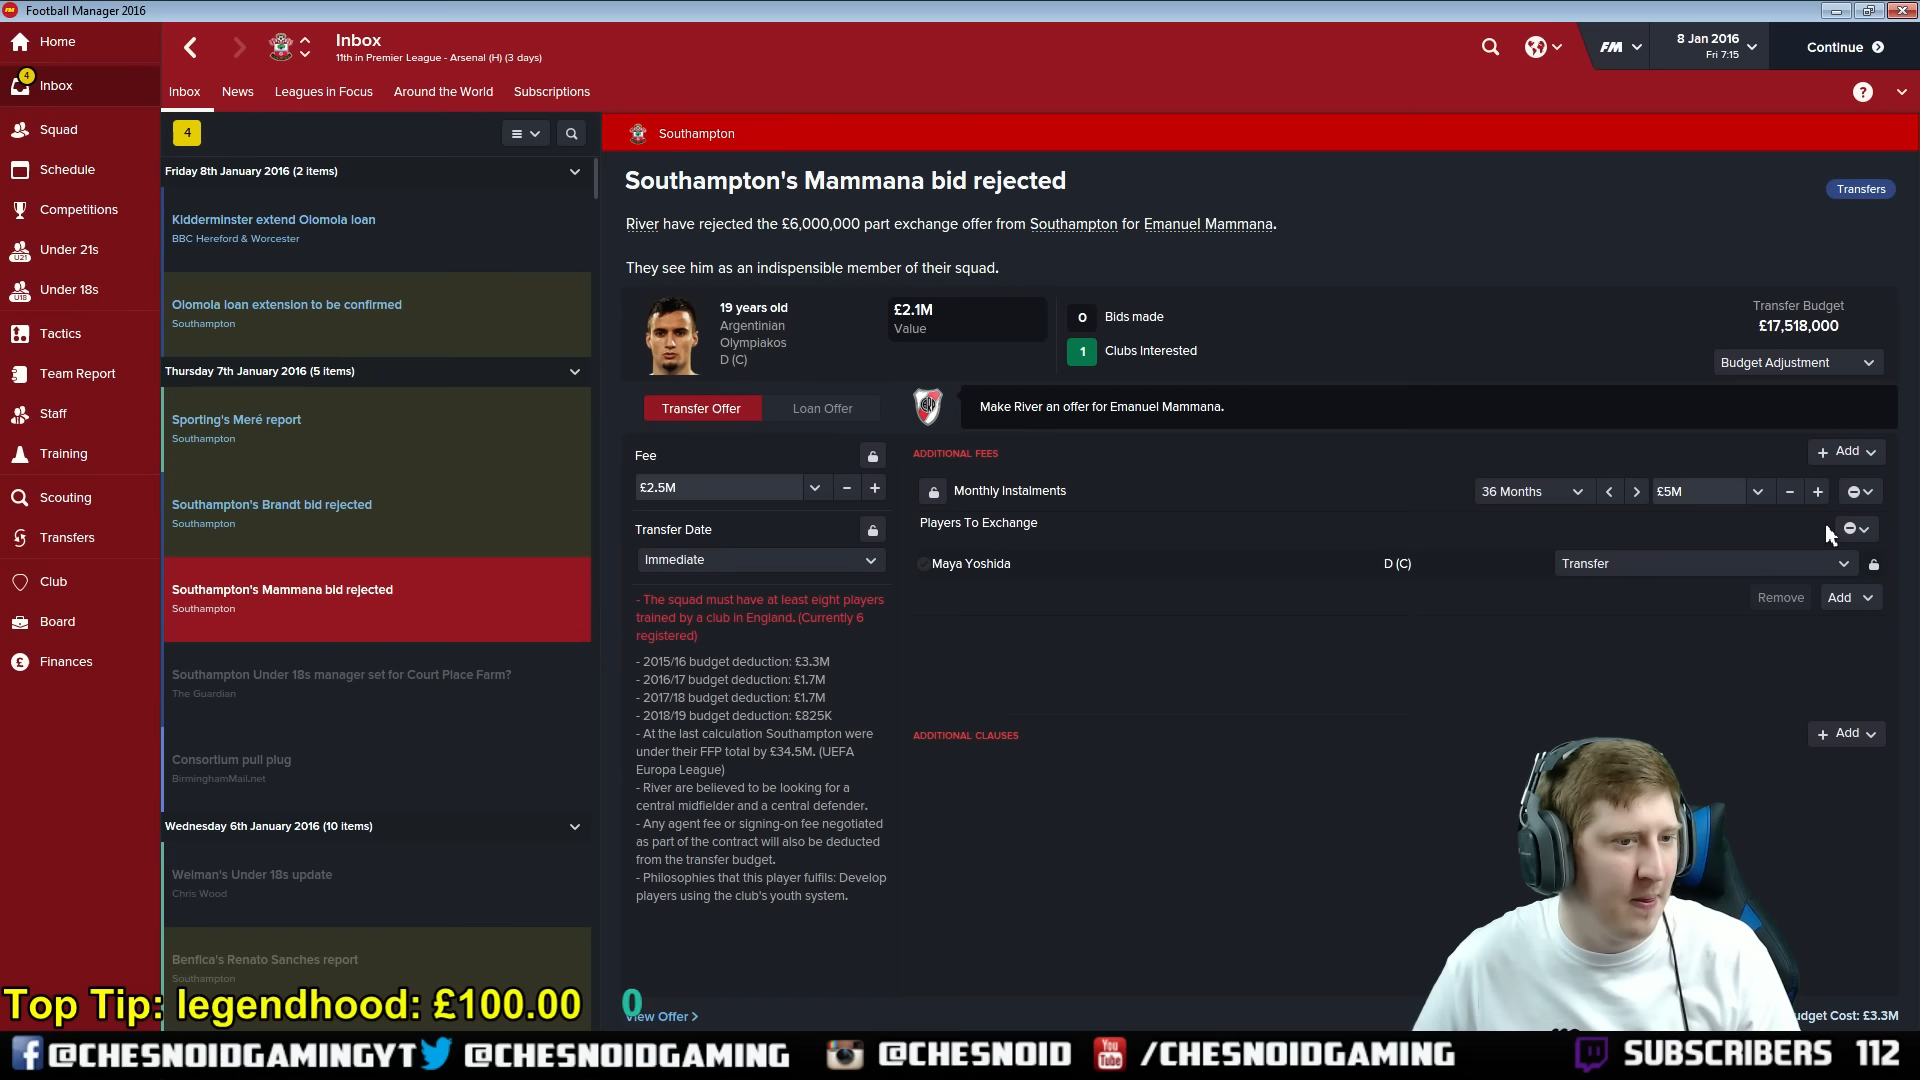 Football Manager 2016
Home
4
Inbox
Squad
Schedule
Competitions
U21
Under 21s
U18
Under 18s
Tactics
Team Report
Staff
Training
Scouting
Transfers
Club
Board
Finances
Inbox
11th in Premier League - Arsenal (H) (3 days)
FM
8 Jan 2016
Fri 7:15
Continue
Inbox
News
Leagues in Focus
Around the World
Subscriptions
?
4
Friday 8th January 2016 (2 items)
Kidderminster extend Olomola loan
BBC Hereford & Worcester
Olomola loan extension to be confirmed
Southampton
Thursday 7th January 2016 (5 items)
Sporting's Meré report
Southampton
Southampton's Brandt bid rejected
Southampton
Southampton's Mammana bid rejected
Southampton
Southampton Under 18s manager set for Court Place Farm?
The Guardian
Consortium pull plug
BirminghamMail.net
Wednesday 6th January 2016 (10 items)
Weiman's Under 18s update
Chris Wood
Benfica's Renato Sanches report
Southampton
Southampton
Southampton's Mammana bid rejected
Transfers
River have rejected the £6,000,000 part exchange offer from Southampton for Emanuel Mammana.
They see him as an indispensible member of their squad.
19 years old
Argentinian
Olympiakos
D (C)
£2.1M
Value
0 Bids made
1 Clubs Interested
Transfer Budget
£17,518,000
Budget Adjustment
Transfer Offer
Loan Offer
Make River an offer for Emanuel Mammana.
Fee
£2.5M
Transfer Date
Immediate
- The squad must have at least eight players
trained by a club in England. (Currently 6
registered)
- 2015/16 budget deduction: £3.3M
- 2016/17 budget deduction: £1.7M
- 2017/18 budget deduction: £1.7M
- 2018/19 budget deduction: £825K
- At the last calculation Southampton were
under their FFP total by £34.5M. (UEFA
Europa League)
- River are believed to be looking for a
central midfielder and a central defender.
- Any agent fee or signing-on fee negotiated
as part of the contract will also be deducted
from the transfer budget.
- Philosophies that this player fulfils: Develop
players using the club's youth system.
ADDITIONAL FEES
+ Add
Monthly Instalments
36 Months
£5M
Players To Exchange
Maya Yoshida
D (C)
Transfer
Remove
Add
ADDITIONAL CLAUSES
+ Add
0
View Offer >
udget Cost: £3.3M
Top Tip: legendhood: £100.00
@CHESNOIDGAMINGYT
@CHESNOIDGAMING
@CHESNOID
You Tube
/CHESNOIDGAMING
SUBSCRIBERS 112